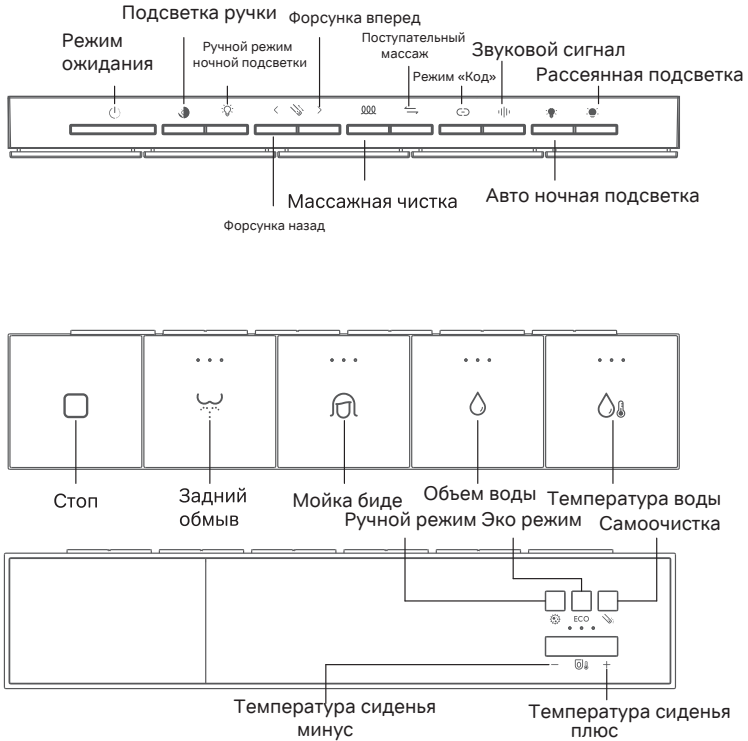 Подсветка ручки
Форсунка вперед
Режим
ожидания
Ручной режим
ночной подсветки
Поступательный
массаж
Режим «Код»
Звуковой сигнал
Рассеянная подсветка
Массажная чистка
Авто ночная подсветка
Форсунка назад
Стоп
Задний
обмыв
Мойка биде
Объем воды
Температура воды
Ручной режим
Эко режим
Самоочистка
ECO
Температура сиденья
минус
Температура сиденья
плюс